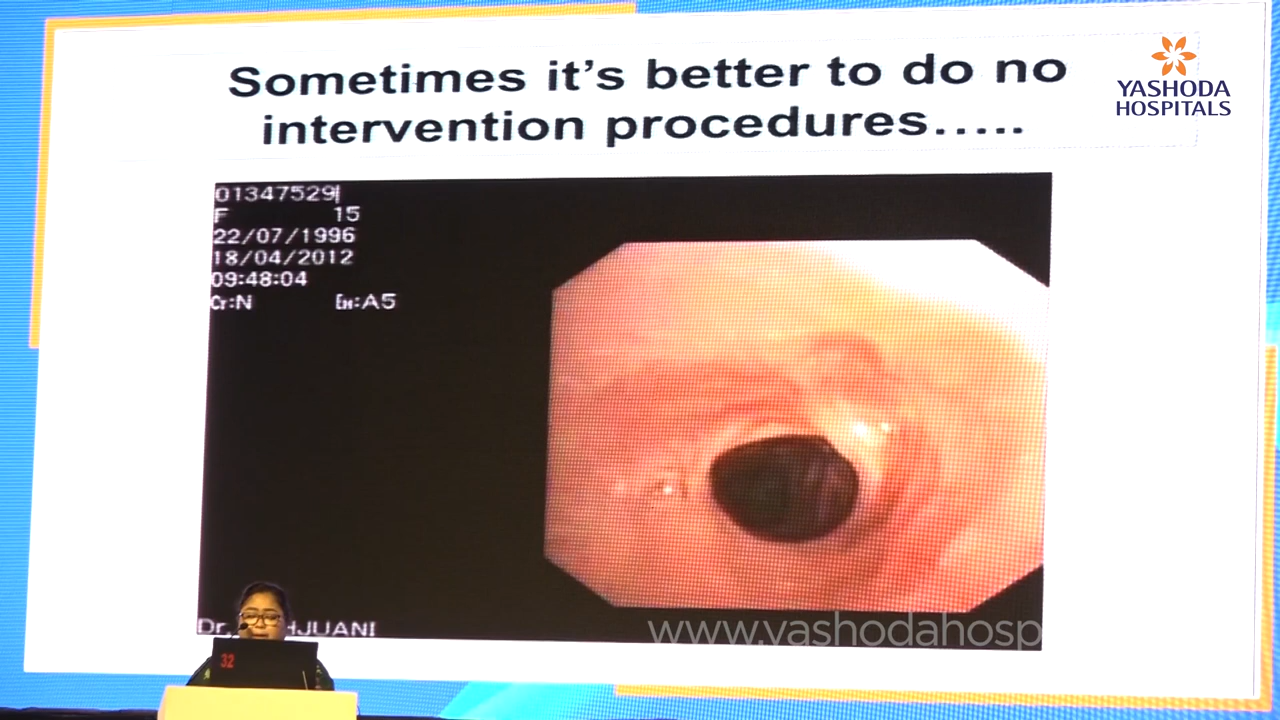 Sometimes it's better to do no
intervention procedures.....
YASHODA
HOSPITALS
01347529
F 15
22/07/1996
18/04/2012
09:48:04
Cr:N EH:A5
Dr.
www.yashodahosp
32